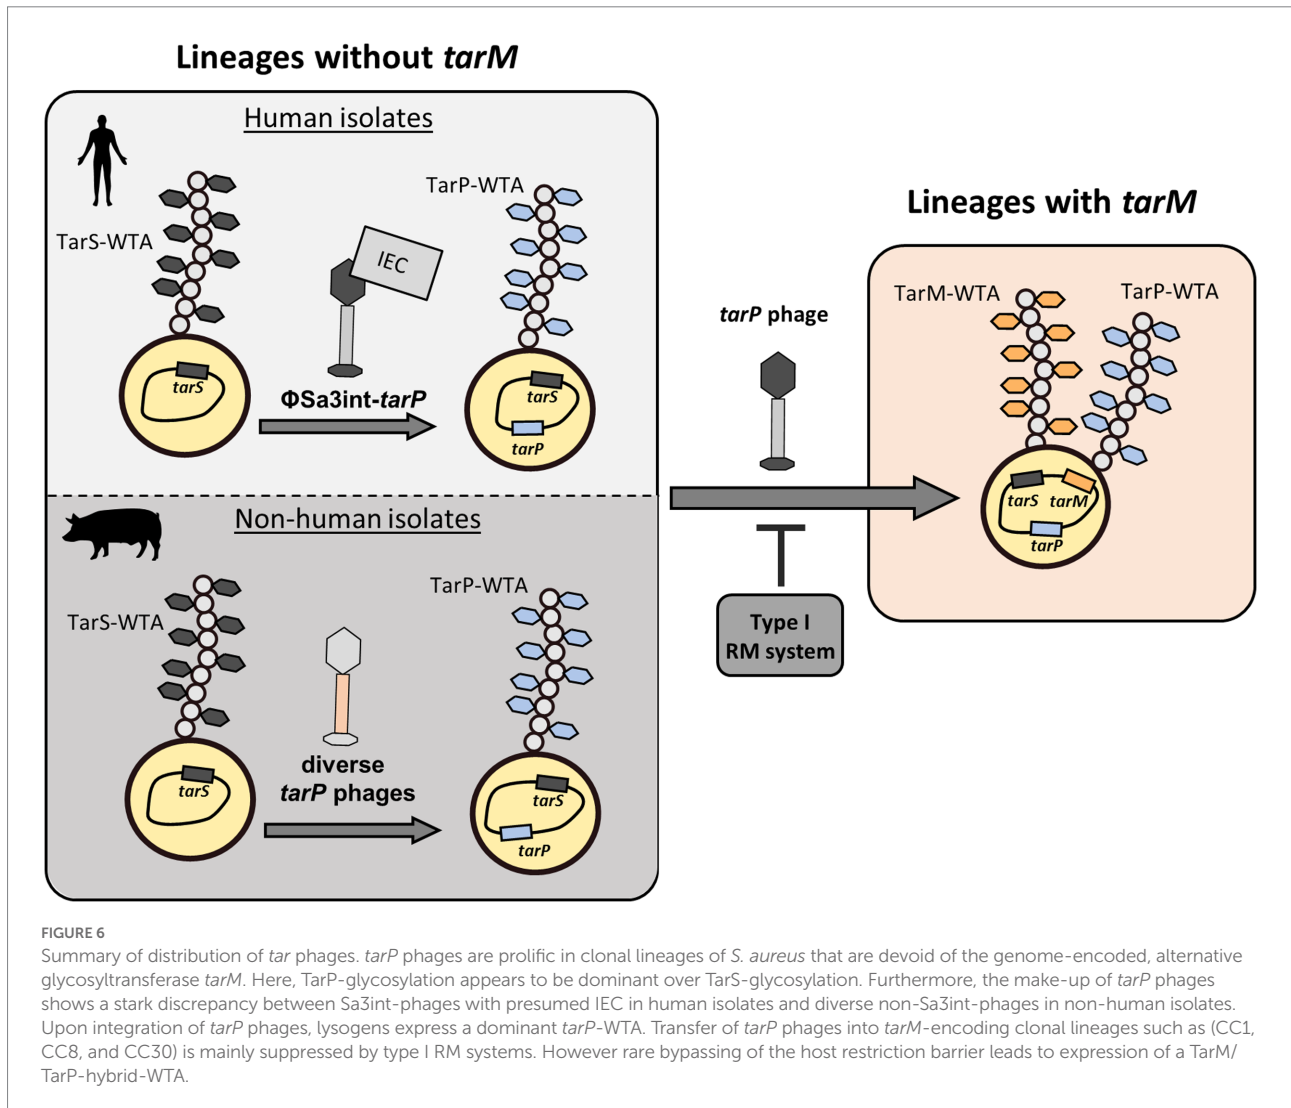 Lineages without tarM
Human isolates
TarS-WTA
TarP-WTA
IEC
tarS
ΦSa3int-tarP
tarS
tarP
Non-human isolates
TarS-WTA
TarP-WTA
tarS
diverse
tarP phages
tarS
tarP
tarP phage
Type I
RM system
Lineages with tarM
TarM-WTA
TarP-WTA
tarS
tarM
tarP
FIGURE 6
Summary of distribution of tar phages. tarP phages are prolific in clonal lineages of S. aureus that are devoid of the genome-encoded, alternative
glycosyltransferase tarM. Here, TarP-glycosylation appears to be dominant over TarS-glycosylation. Furthermore, the make-up of tarP phages
shows a stark discrepancy between Sa3int-phages with presumed IEC in human isolates and diverse non-Sa3int-phages in non-human isolates.
Upon integration of tarP phages, lysogens express a dominant tarP-WTA. Transfer of tarP phages into tarM-encoding clonal lineages such as (CC1,
CC8, and CC30) is mainly suppressed by type I RM systems. However rare bypassing of the host restriction barrier leads to expression of a TarM/
TarP-hybrid-WTA.